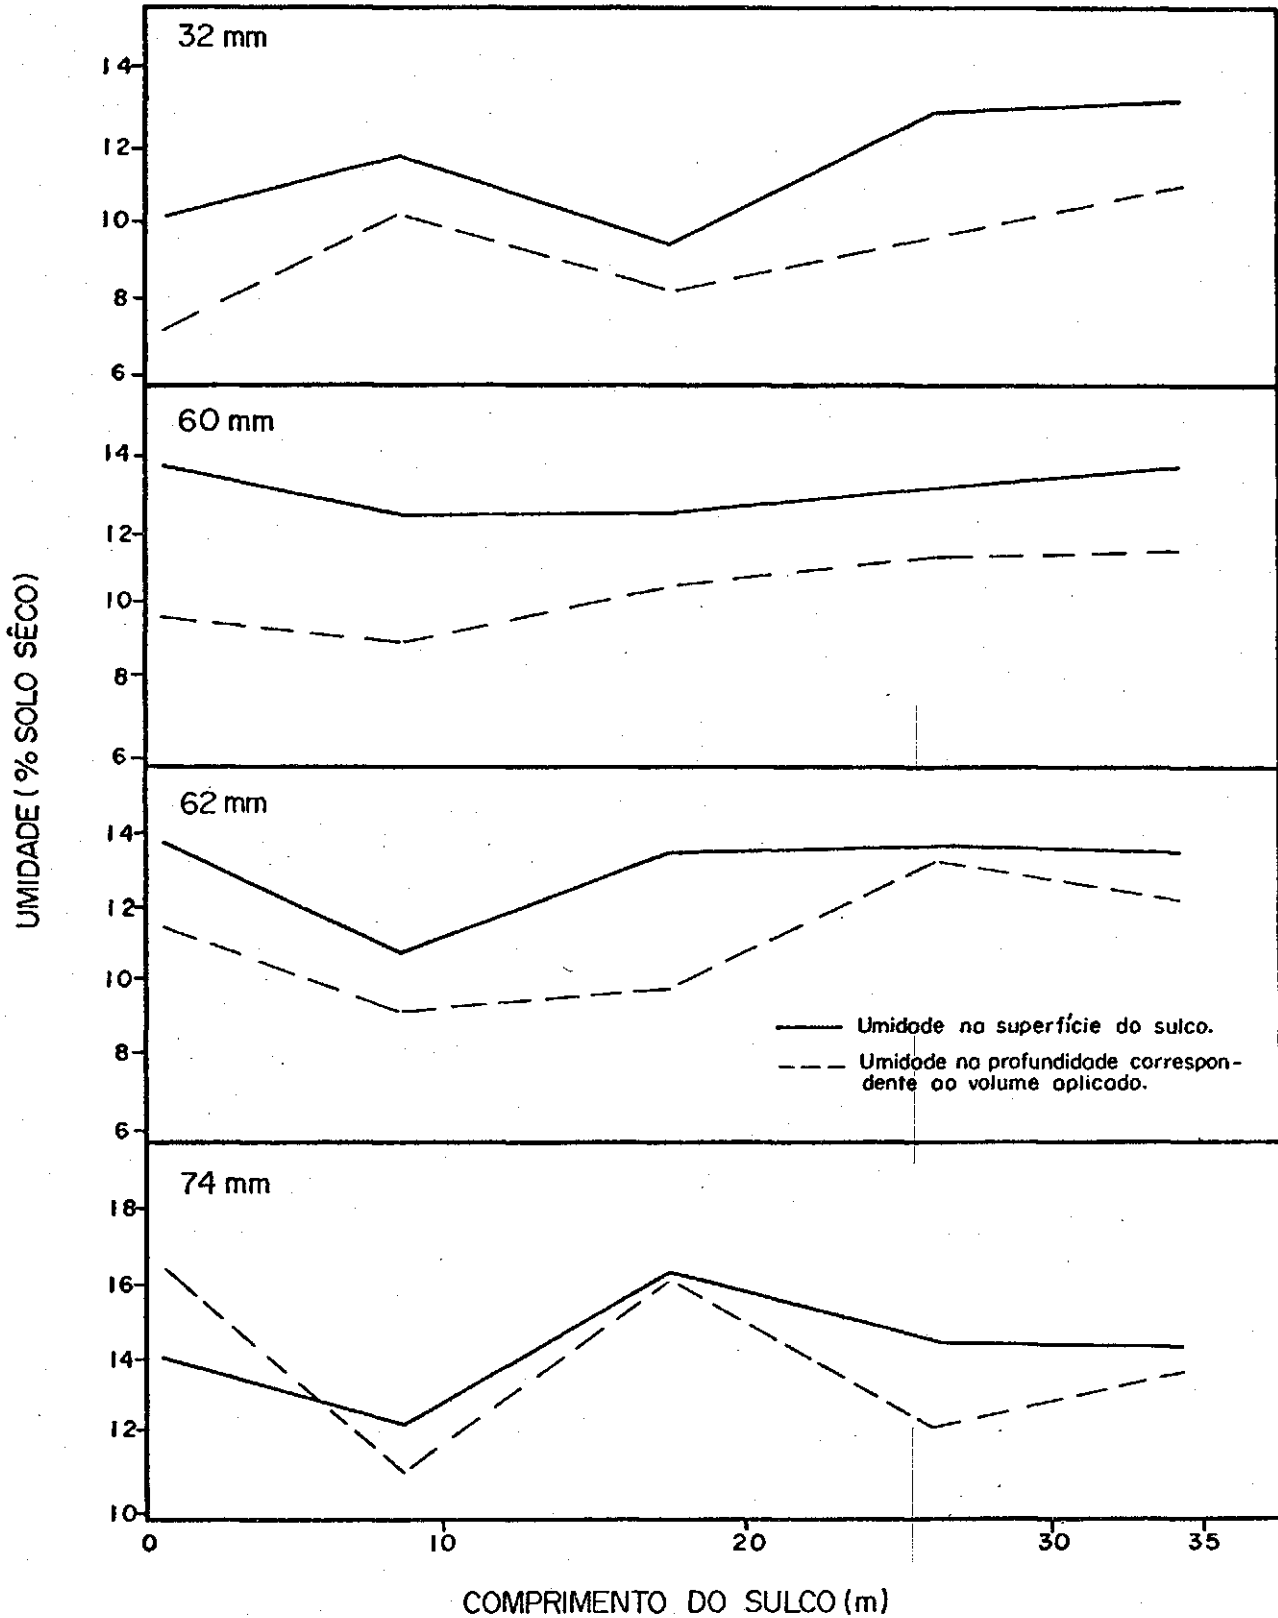 32 mm
14
12
10
8
6
60 mm
14
12
10
8
6
62 mm
14
12
10
8
6
Umidade na superfície do sulco.
Umidade na profundidade correspon-
dente ao volume aplicado.
74 mm
18
16
14
12
10
0 10 20 30 35
COMPRIMENTO DO SULCO (m)
UMIDADE (% SOLO SÊCO)